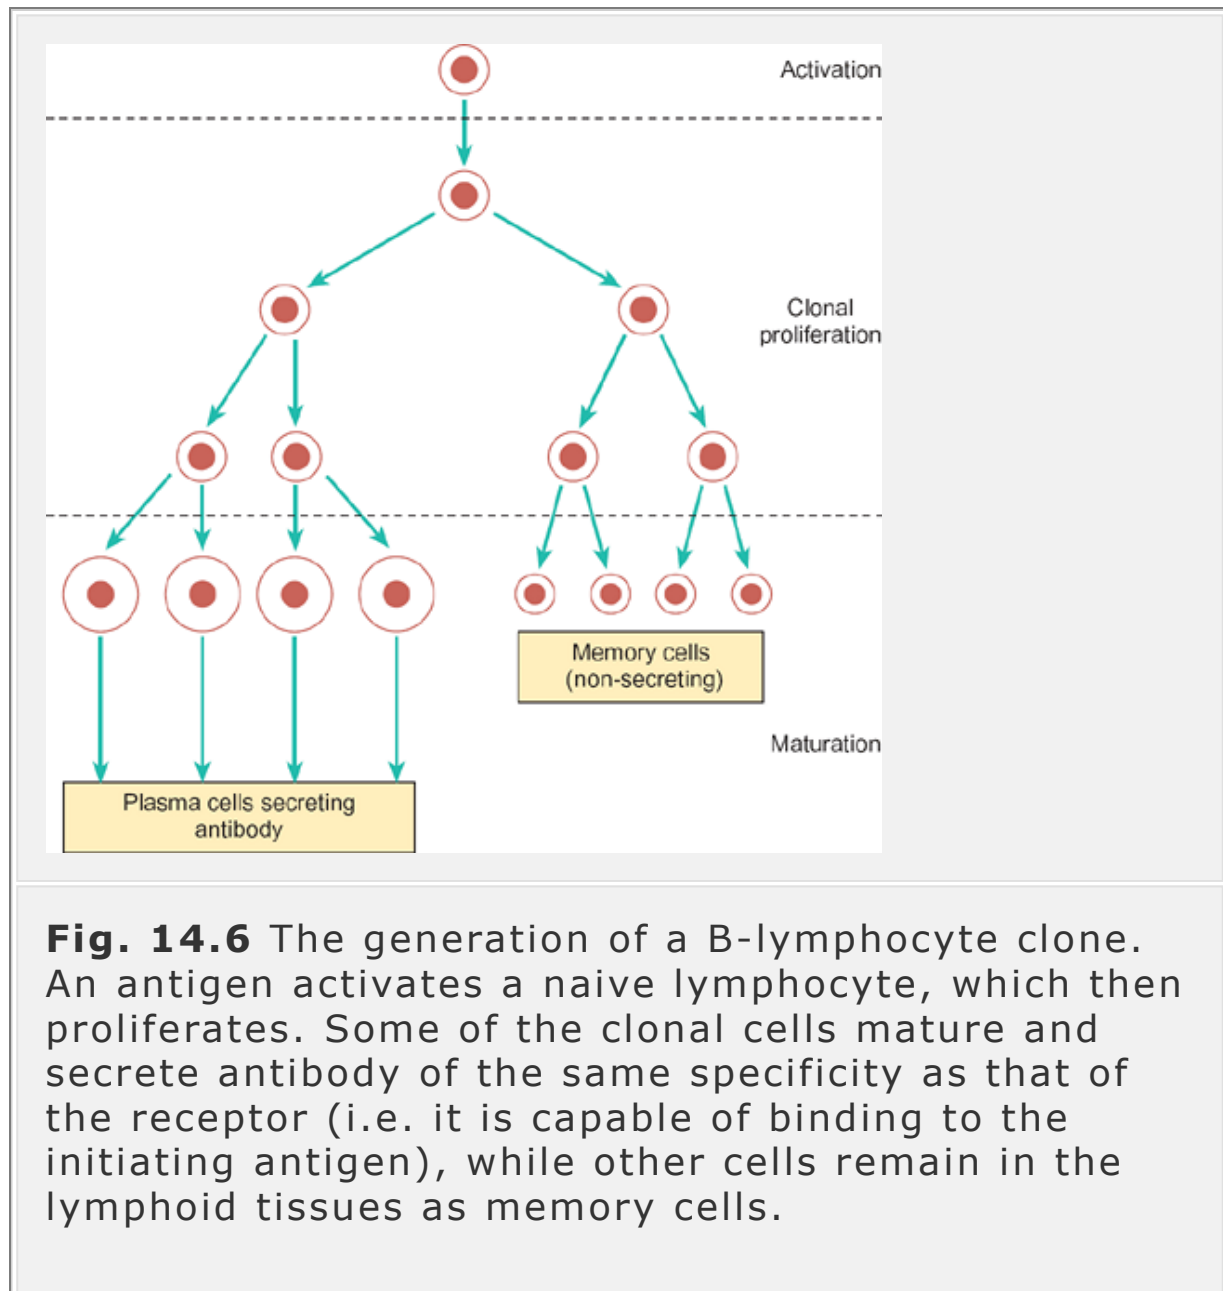 Activation
Clonal
proliferation
Memory cells
(non-secreting)
Maturation
Plasma cells secreting
antibody
Fig. 14.6 The generation of a B-lymphocyte clone.
An antigen activates a naive lymphocyte, which then
proliferates. Some of the clonal cells mature and
secrete antibody of the same specificity as that of
the receptor (i.e. it is capable of binding to the
initiating antigen), while other cells remain in the
lymphoid tissues as memory cells.